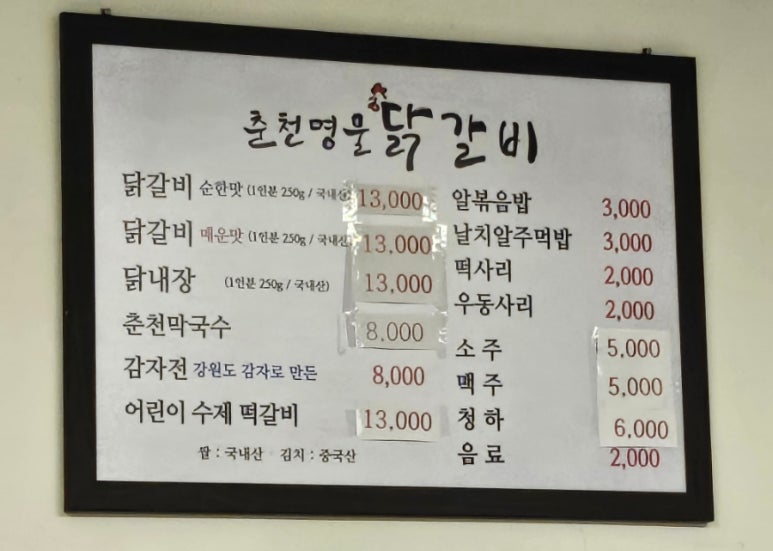 춘천명물 닭갈비
닭갈비 순한맛 (1인분 250g / 국내산) 13,000
닭갈비 매운맛 (1인분 250g / 국내산) 13,000
닭내장 (1인분 250g / 국내산) 13,000
춘천막국수 8,000
감자전 강원도 감자로 만든 8,000
어린이 수제 떡갈비 13,000
쌀 : 국내산 김치 : 중국산
알볶음밥 3,000
날치알주먹밥 3,000
떡사리 2,000
우동사리 2,000
소주 5,000
맥주 5,000
청하 6,000
음료 2,000